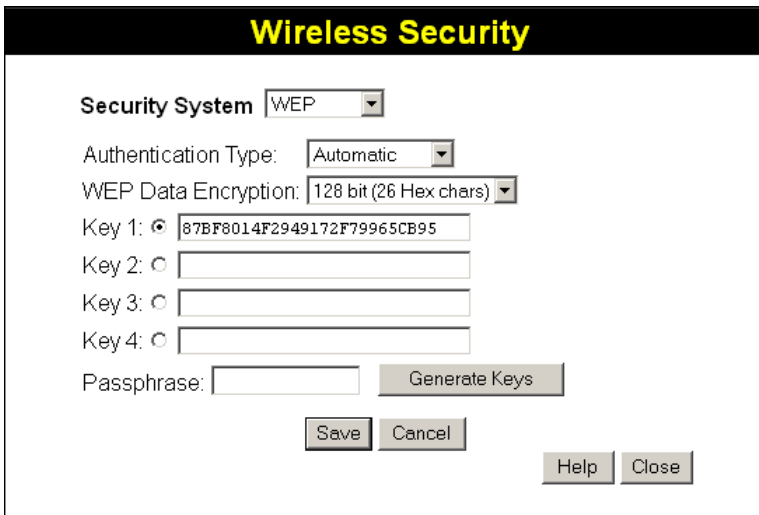 Wireless Security
Security System WEP
Authentication Type: Automatic
WEP Data Encryption: 128 bit (26 Hex chars)
Key 1: 87BF8014F2949172F79965CB95
Key 2:
Key 3:
Key 4:
Passphrase: Generate Keys
Save Cancel
Help Close